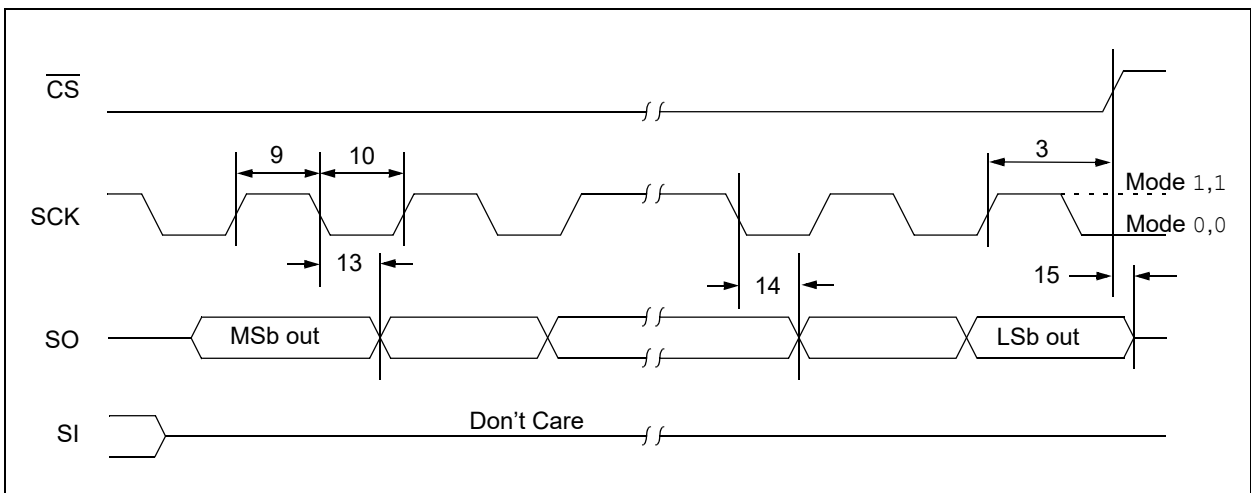 CS
9
10
3
Mode 1,1
SCK
Mode 0,0
13
14
15
SO
MSb out
LSb out
SI
Don't Care